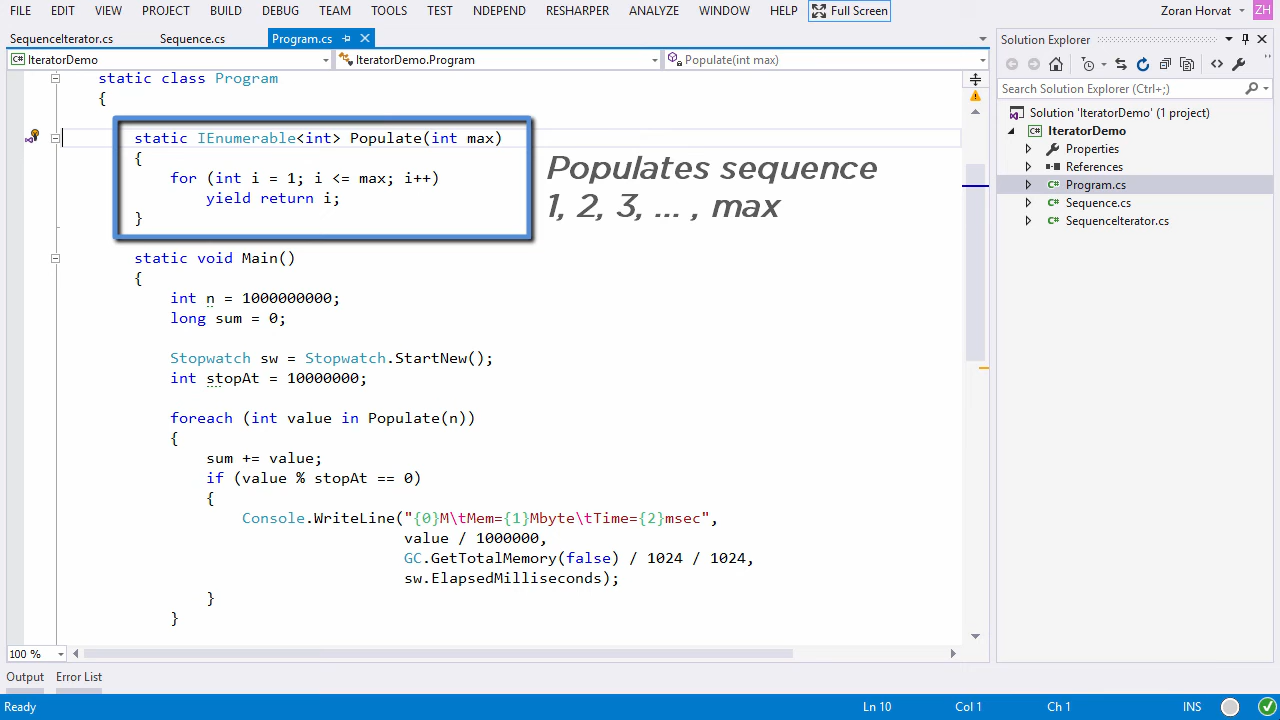 FILE EDIT VIEW PROJECT BUILD DEBUG TEAM TOOLS TEST NDEPEND RESHARPER ANALYZE WINDOW HELP Full Screen Zoran Horvat ZH
SequenceIterator.cs Sequence.cs Program.cs
IteratorDemo IteratorDemo.Program Populate(int max)
static class Program
{
static IEnumerable<int> Populate(int max)
{
for (int i = 1; i <= max; i++)
yield return i;
}
Populates sequence
1, 2, 3, ... , max
static void Main()
{
int n = 1000000000;
long sum = 0;
Stopwatch sw = Stopwatch.StartNew();
int stopAt = 10000000;
foreach (int value in Populate(n))
{
sum += value;
if (value % stopAt == 0)
{
Console.WriteLine("{0}M\tMem={1}Mbyte\tTime={2}msec",
value / 1000000,
GC.GetTotalMemory(false) / 1024 / 1024,
sw.ElapsedMilliseconds);
}
}
100 %
Solution Explorer
Search Solution Explorer (Ctrl+;)
Solution 'IteratorDemo' (1 project)
C# IteratorDemo
Properties
References
C# Program.cs
C# Sequence.cs
C# SequenceIterator.cs
Output Error List
Ready Ln 10 Col 1 Ch 1 INS